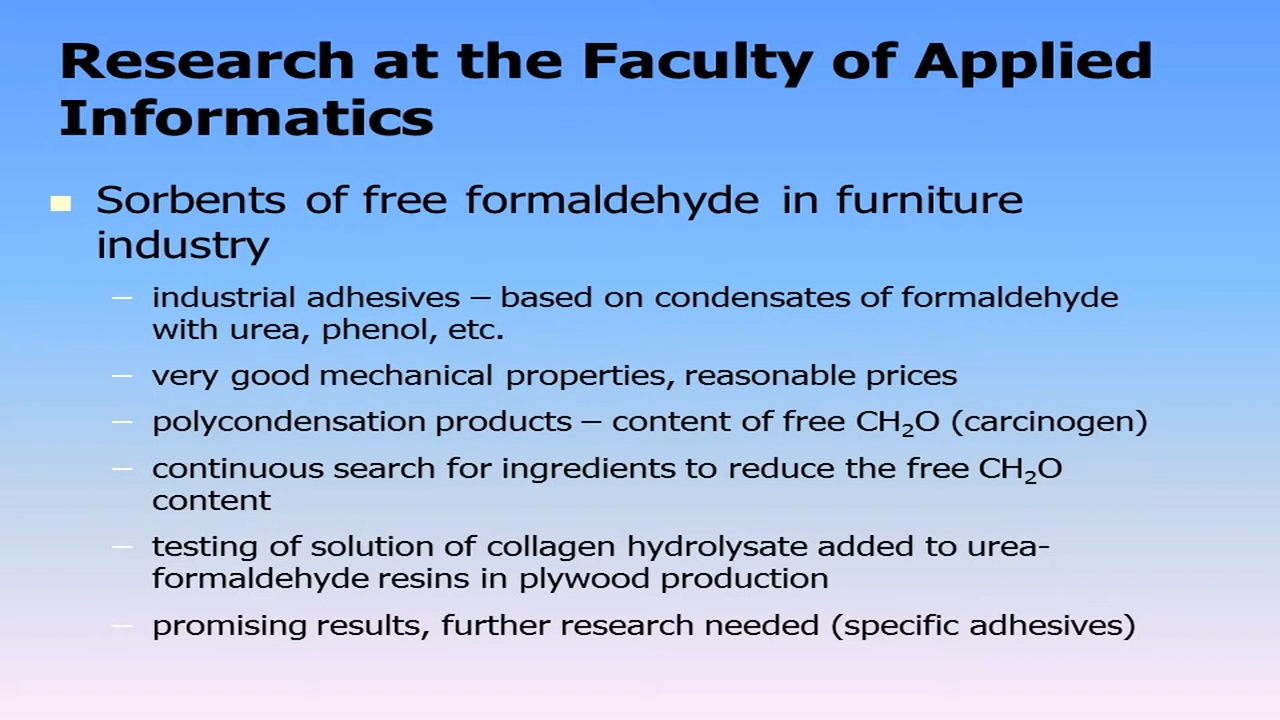 Research at the Faculty of Applied
Informatics
Sorbents of free formaldehyde in furniture
industry
– industrial adhesives – based on condensates of formaldehyde
with urea, phenol, etc.
– very good mechanical properties, reasonable prices
– polycondensation products – content of free CH₂O (carcinogen)
– continuous search for ingredients to reduce the free CH₂O
content
– testing of solution of collagen hydrolysate added to urea-
formaldehyde resins in plywood production
– promising results, further research needed (specific adhesives)